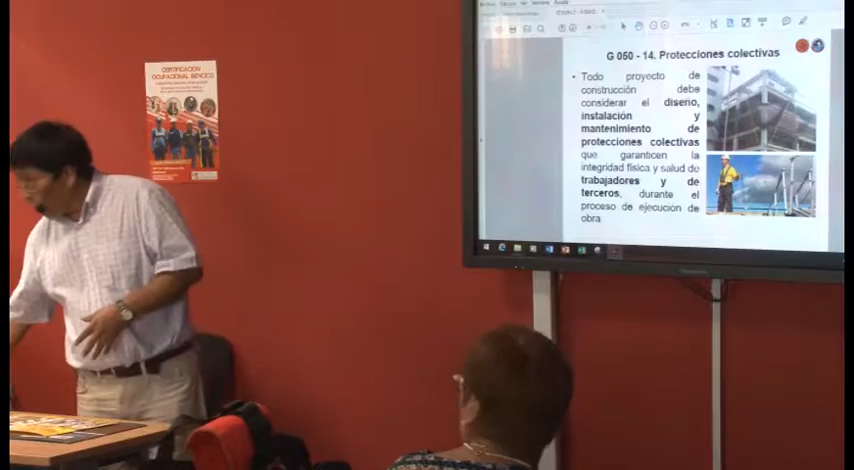 CERTIFICACIÓN
OCUPACIONAL SENCICO
G 050 - 14. Protecciones colectivas
• Todo proyecto de
construcción debe
considerar el diseño,
instalación y
mantenimiento de
protecciones colectivas
que garanticen la
integridad física y salud de
trabajadores y de
terceros, durante el
proceso de ejecución de
obra